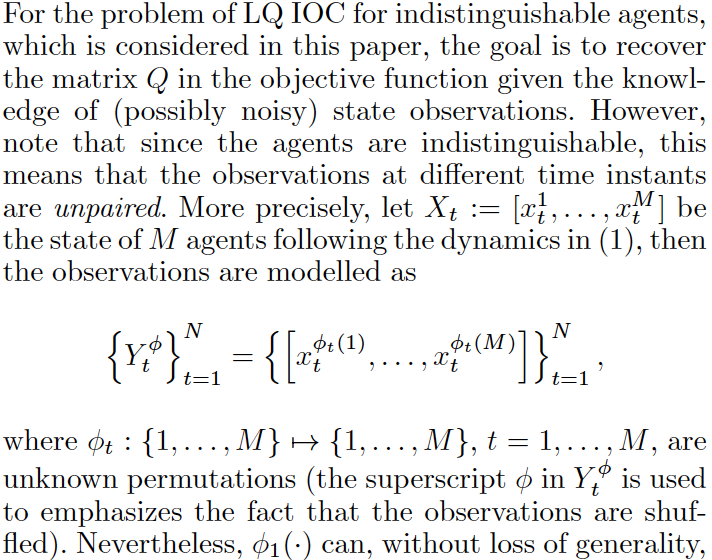 For the problem of LQ IOC for indistinguishable agents,
which is considered in this paper, the goal is to recover
the matrix Q in the objective function given the knowl-
edge of (possibly noisy) state observations. However,
note that since the agents are indistinguishable, this
means that the observations at different time instants
are unpaired. More precisely, let X_t := [x_t^1, . . . , x_t^M] be
the state of M agents following the dynamics in (1), then
the observations are modelled as
{Y_t^ϕ}_{t=1}^N = {[x_t^{ϕ_t(1)}, . . . , x_t^{ϕ_t(M)}]}_{t=1}^N ,
where ϕ_t : {1, . . . , M} ↦ {1, . . . , M}, t = 1, . . . , M, are
unknown permutations (the superscript ϕ in Y_t^ϕ is used
to emphasizes the fact that the observations are shuf-
fled). Nevertheless, ϕ_1(·) can, without loss of generality,